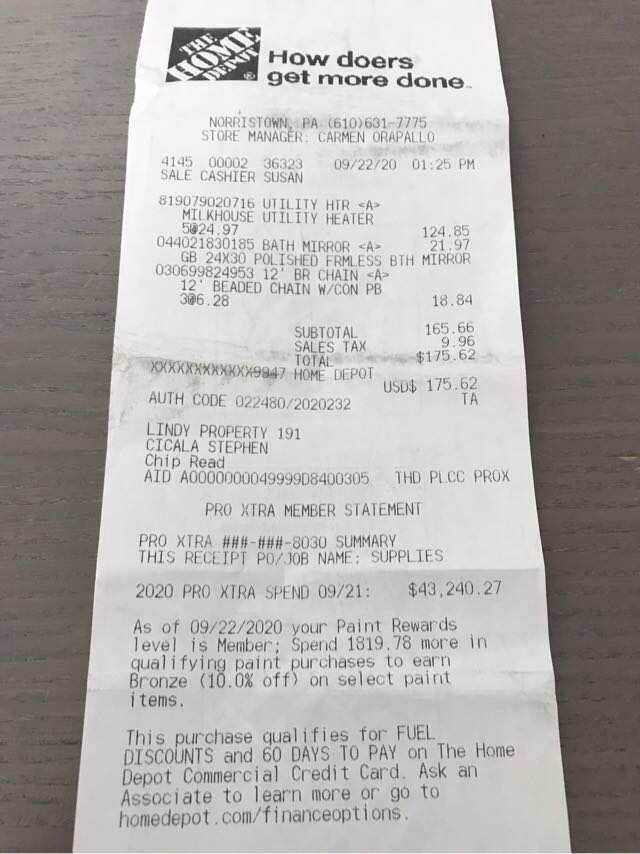 THE
HOME
DEPOT
®
How doers
get more done™
NORRISTOWN, PA (610)631-7775
STORE MANAGER: CARMEN ORAPALLO
4145 00002 36323 09/22/20 01:25 PM
SALE CASHIER SUSAN
819079020716 UTILITY HTR <A>
MILKHOUSE UTILITY HEATER
5@24.97 124.85
044021830185 BATH MIRROR <A> 21.97
GB 24X30 POLISHED FRMLESS BTH MIRROR
030699824953 12' BR CHAIN <A>
12' BEADED CHAIN W/CON PB
3@6.28 18.84
SUBTOTAL 165.66
SALES TAX 9.96
TOTAL $175.62
XXXXXXXXXXXX9947 HOME DEPOT
USD$ 175.62
AUTH CODE 022480/2020232 TA
LINDY PROPERTY 191
CICALA STEPHEN
Chip Read
AID A0000000049999D8400305 THD PLCC PROX
PRO XTRA MEMBER STATEMENT
PRO XTRA ###-###-8030 SUMMARY
THIS RECEIPT PO/JOB NAME: SUPPLIES
2020 PRO XTRA SPEND 09/21: $43,240.27
As of 09/22/2020 your Paint Rewards
level is Member; Spend 1819.78 more in
qualifying paint purchases to earn
Bronze (10.0% off) on select paint
items.
This purchase qualifies for FUEL
DISCOUNTS and 60 DAYS TO PAY on The Home
Depot Commercial Credit Card. Ask an
Associate to learn more or go to
homedepot.com/financeoptions.